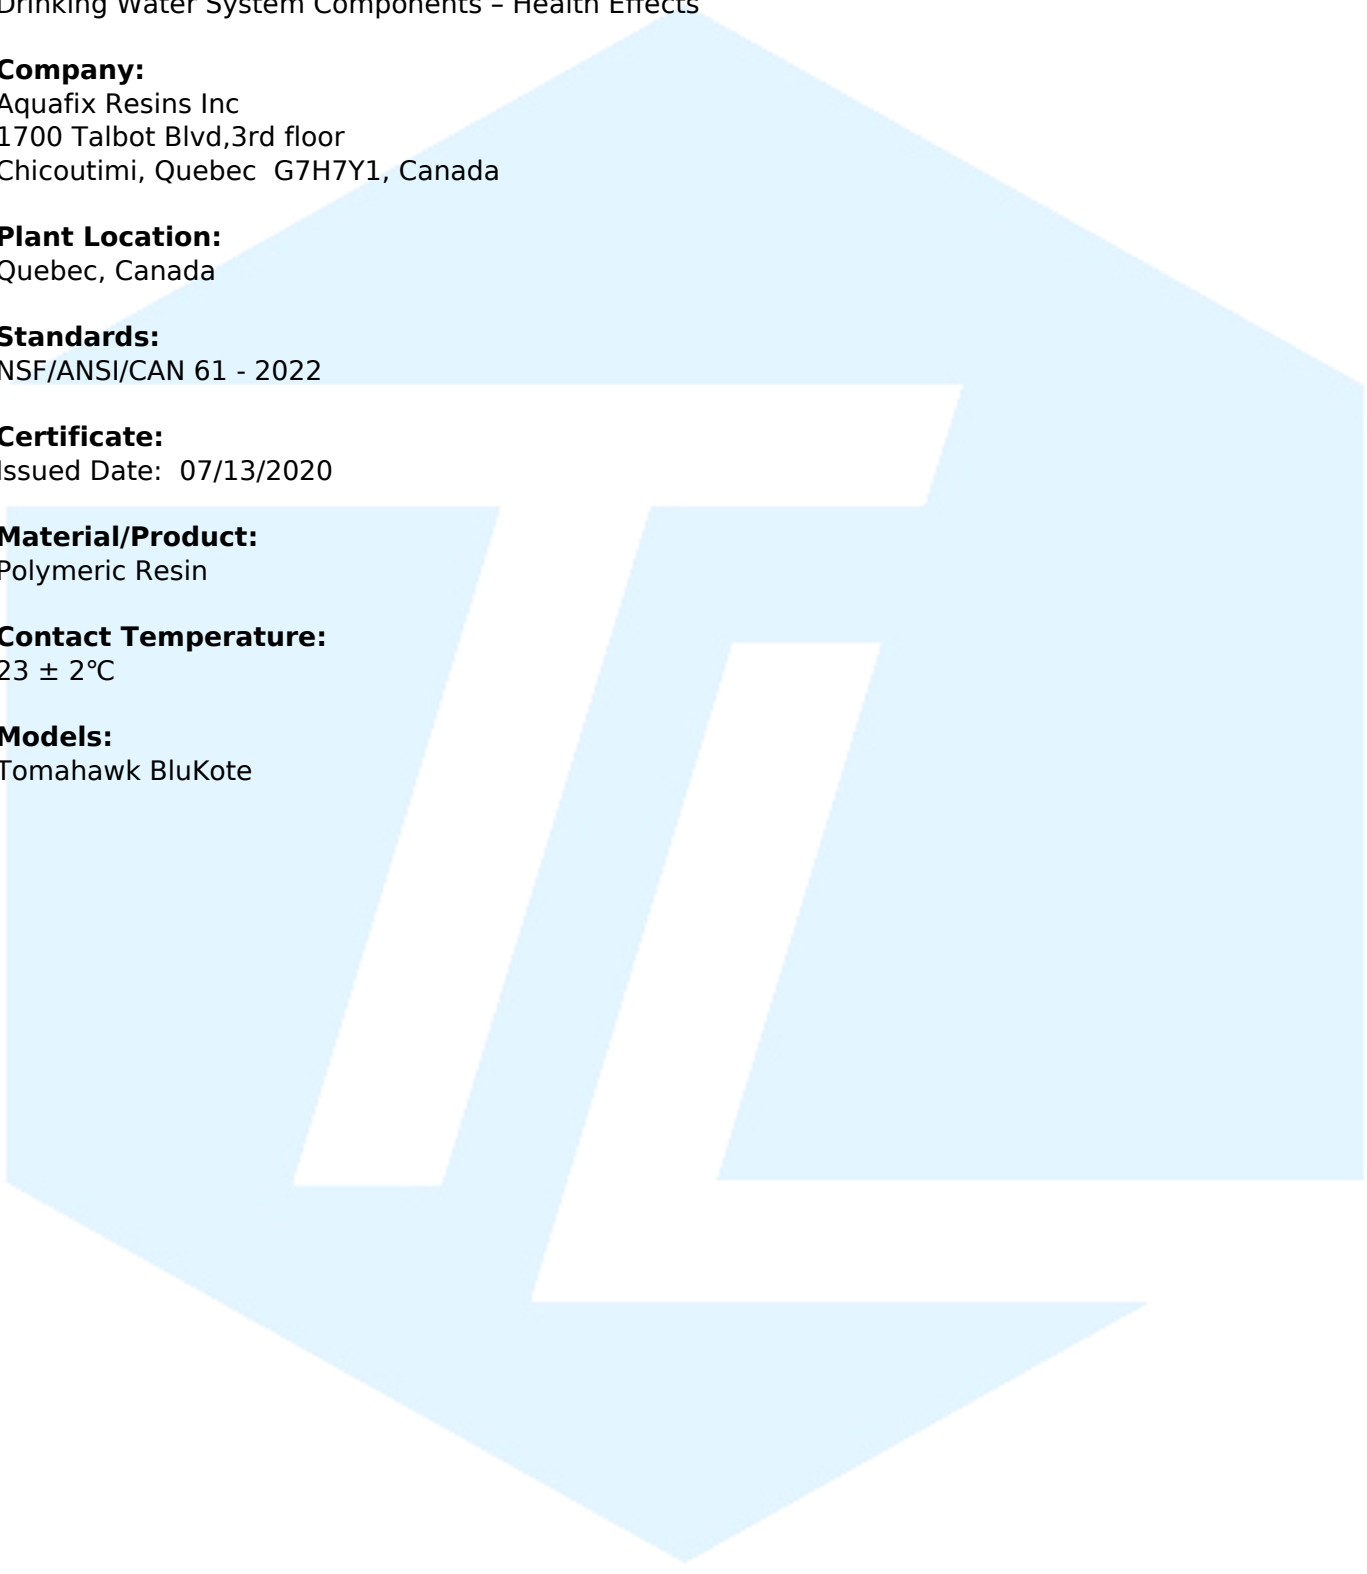 Drinking Water System Components – Health Effects
Company:
Aquafix Resins Inc
1700 Talbot Blvd,3rd floor
Chicoutimi, Quebec  G7H7Y1, Canada
Plant Location:
Quebec, Canada
Standards:
NSF/ANSI/CAN 61 - 2022
Certificate:
Issued Date:  07/13/2020
Material/Product:
Polymeric Resin
Contact Temperature:
23 ± 2℃
Models:
Tomahawk BluKote